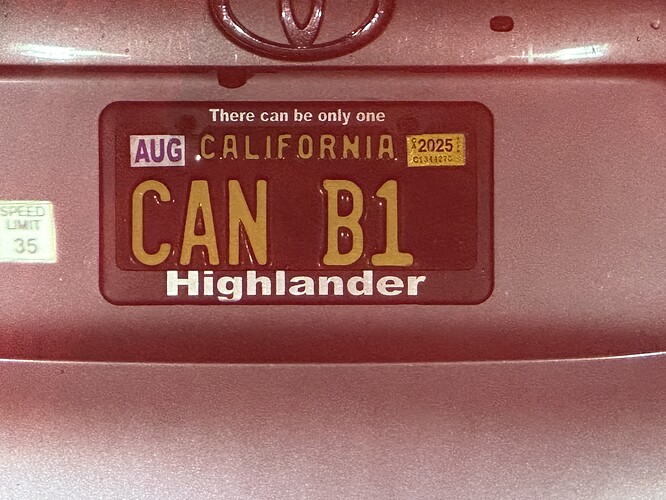 There can be only one
AUG CALIFORNIA 2025
CAN B1
Highlander
SPEED
LIMIT
35